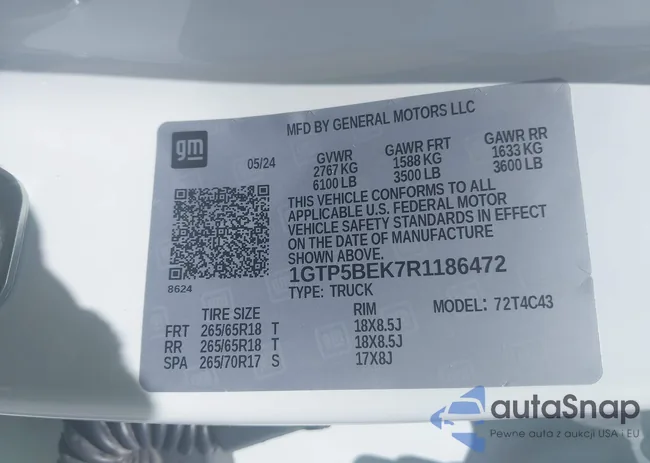 MFD BY GENERAL MOTORS LLC
gm
05/24
GVWR GAWR FRT GAWR RR
2767 KG 1588 KG 1633 KG
6100 LB 3500 LB 3600 LB
THIS VEHICLE CONFORMS TO ALL
APPLICABLE U.S. FEDERAL MOTOR
VEHICLE SAFETY STANDARDS IN EFFECT
ON THE DATE OF MANUFACTURE
SHOWN ABOVE.
1GTP5BEK7R1186472
8624
TYPE: TRUCK
MODEL: 72T4C43
TIRE SIZE RIM
FRT 265/65R18 T 18X8.5J
RR 265/65R18 T 18X8.5J
SPA 265/70R17 S 17X8J
autaSnap
Pewne auta z aukcji USA i EU